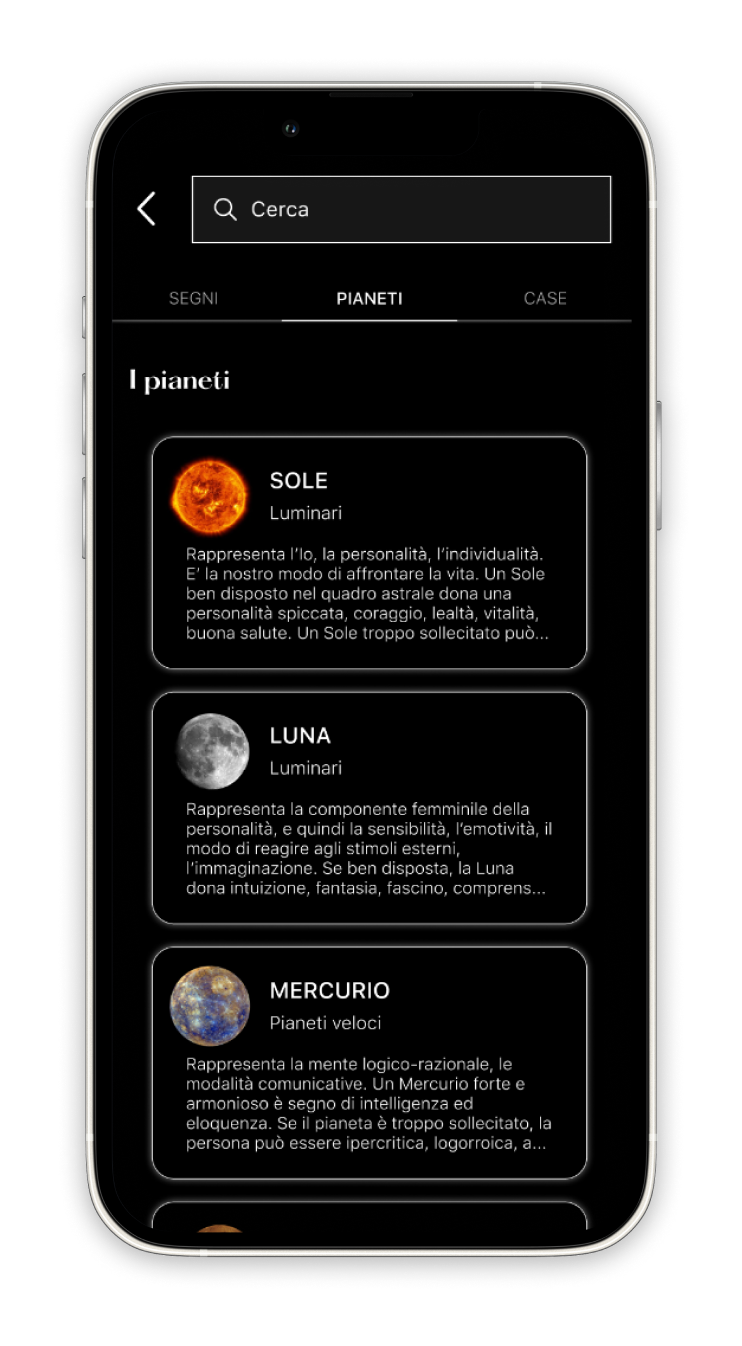 Cerca
SEGNI
PIANETI
CASE
I pianeti
SOLE
Luminari
Rappresenta l'Io, la personalità, l'individualità.
E' la nostro modo di affrontare la vita. Un Sole
ben disposto nel quadro astrale dona una
personalità spiccata, coraggio, lealtà, vitalità,
buona salute. Un Sole troppo sollecitato può...
LUNA
Luminari
Rappresenta la componente femminile della
personalità, e quindi la sensibilità, l'emotività, il
modo di reagire agli stimoli esterni,
l'immaginazione. Se ben disposta, la Luna
dona intuizione, fantasia, fascino, comprens...
MERCURIO
Pianeti veloci
Rappresenta la mente logico-razionale, le
modalità comunicative. Un Mercurio forte e
armonioso è segno di intelligenza ed
eloquenza. Se il pianeta è troppo sollecitato, la
persona può essere ipercritica, logorroica, a...